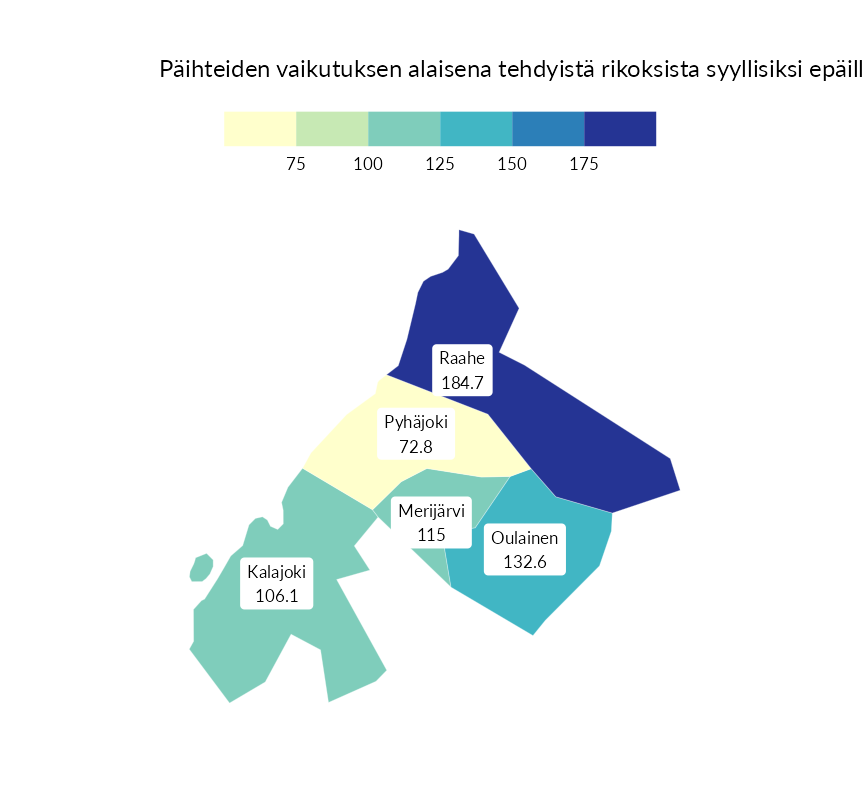 Päihteiden vaikutuksen alaisena tehdyistä rikoksista syyllisiksi epäill
75 100 125 150 175
Raahe
184.7
Pyhäjoki
72.8
Merijärvi
115
Oulainen
132.6
Kalajoki
106.1